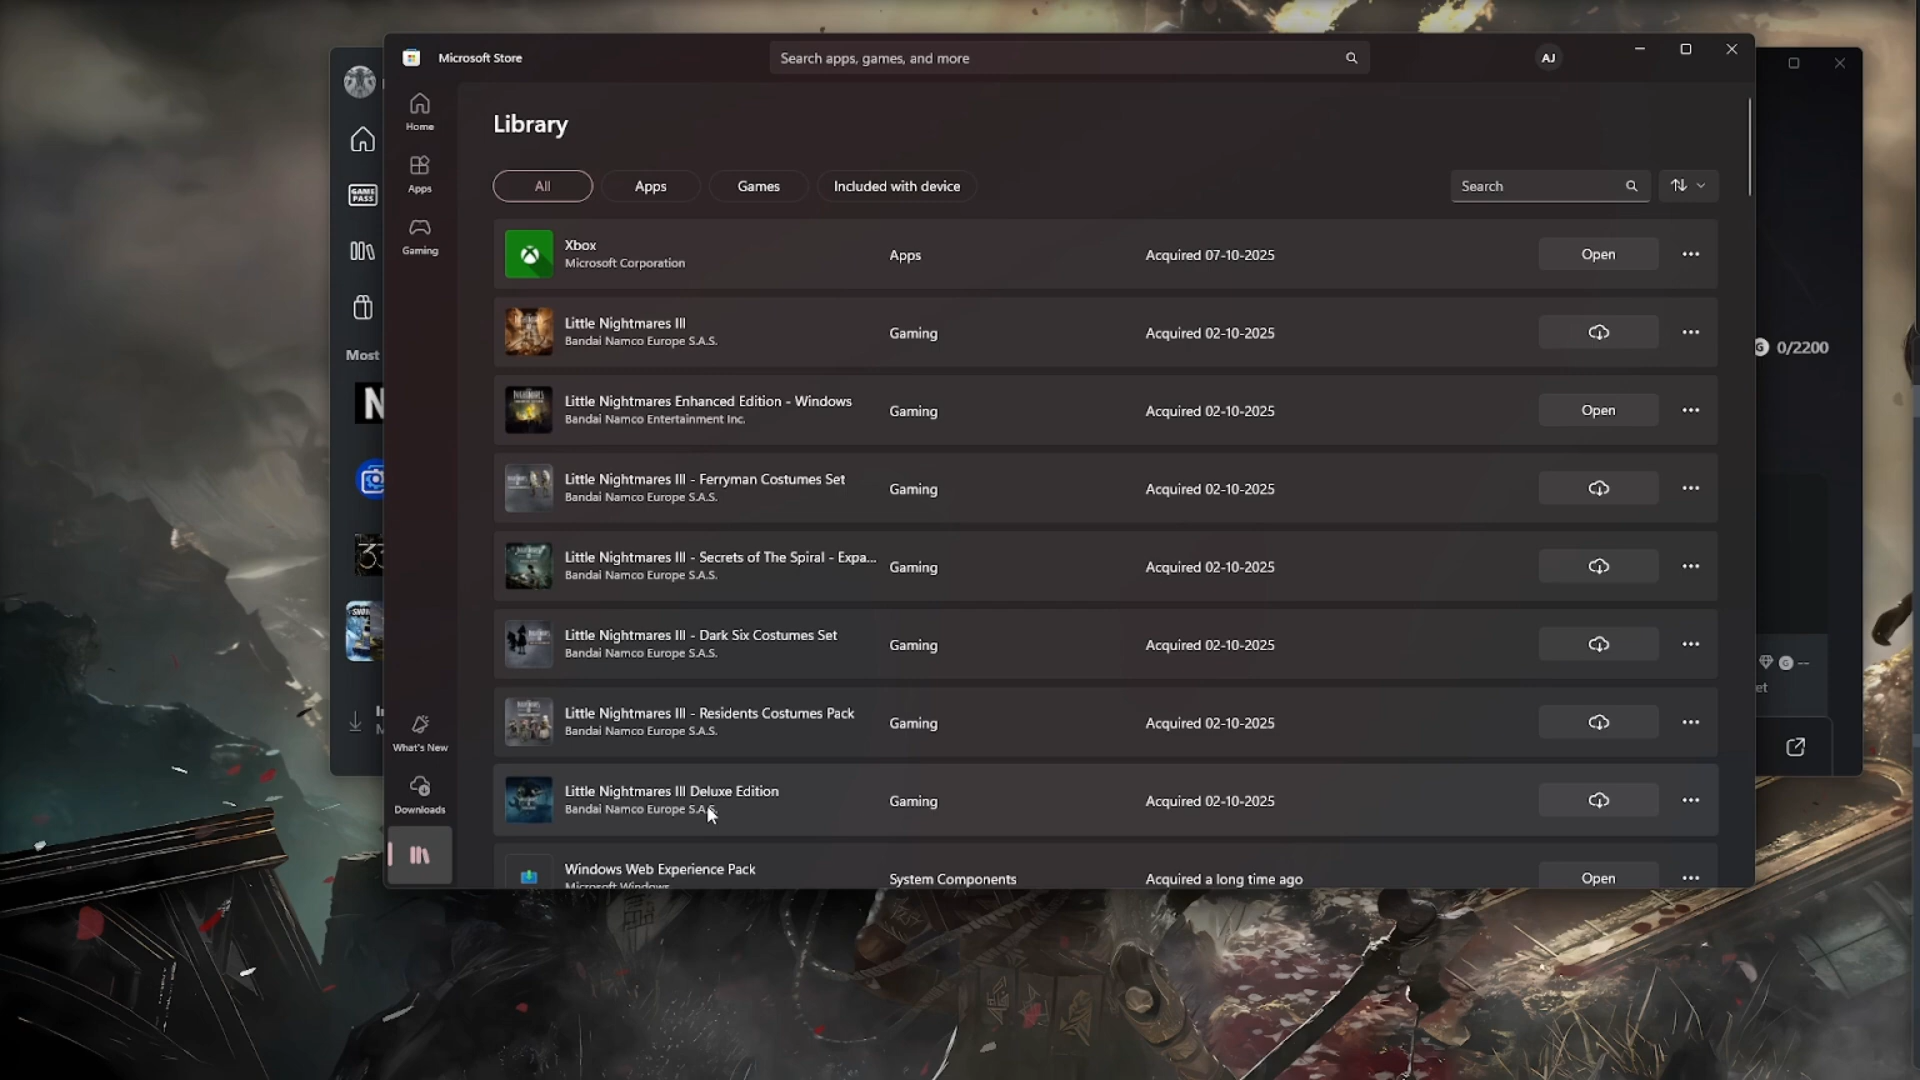 Microsoft Store
Search apps, games, and more
AJ
Home
Apps
Gaming
What's New
Downloads
Library
All
Apps
Games
Included with device
Search
Xbox
Microsoft Corporation
Apps
Acquired 07-10-2025
Open
Little Nightmares III
Bandai Namco Europe S.A.S.
Gaming
Acquired 02-10-2025
Little Nightmares Enhanced Edition - Windows
Bandai Namco Entertainment Inc.
Gaming
Acquired 02-10-2025
Open
Little Nightmares III - Ferryman Costumes Set
Bandai Namco Europe S.A.S.
Gaming
Acquired 02-10-2025
Little Nightmares III - Secrets of The Spiral - Expa...
Bandai Namco Europe S.A.S.
Gaming
Acquired 02-10-2025
Little Nightmares III - Dark Six Costumes Set
Bandai Namco Europe S.A.S.
Gaming
Acquired 02-10-2025
Little Nightmares III - Residents Costumes Pack
Bandai Namco Europe S.A.S.
Gaming
Acquired 02-10-2025
Little Nightmares III Deluxe Edition
Bandai Namco Europe S.A.S.
Gaming
Acquired 02-10-2025
Windows Web Experience Pack
Microsoft Windows
System Components
Acquired a long time ago
Open
GAME PASS
Most
N
33
0/2200
--
et